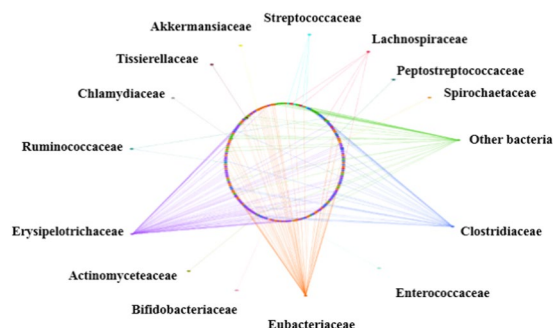 Streptococcaceae
Akkermansiaceae
Lachnospiraceae
Tissierellaceae
Peptostreptococcaceae
Chlamydiaceae
Spirochaetaceae
Ruminococcaceae
Other bacteria
Erysipelotrichaceae
Clostridiaceae
Actinomyceteaceae
Enterococcaceae
Bifidobacteriaceae
Eubacteriaceae